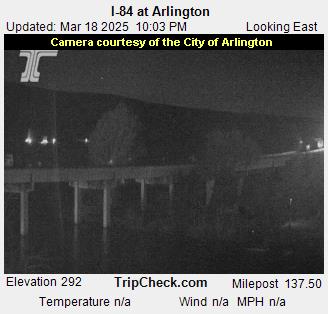 I-84 at Arlington
Updated: Mar 18 2025 10:03 PM Looking East
Camera courtesy of the City of Arlington
Elevation 292 TripCheck.com Milepost 137.50
Temperature n/a Wind n/a MPH n/a